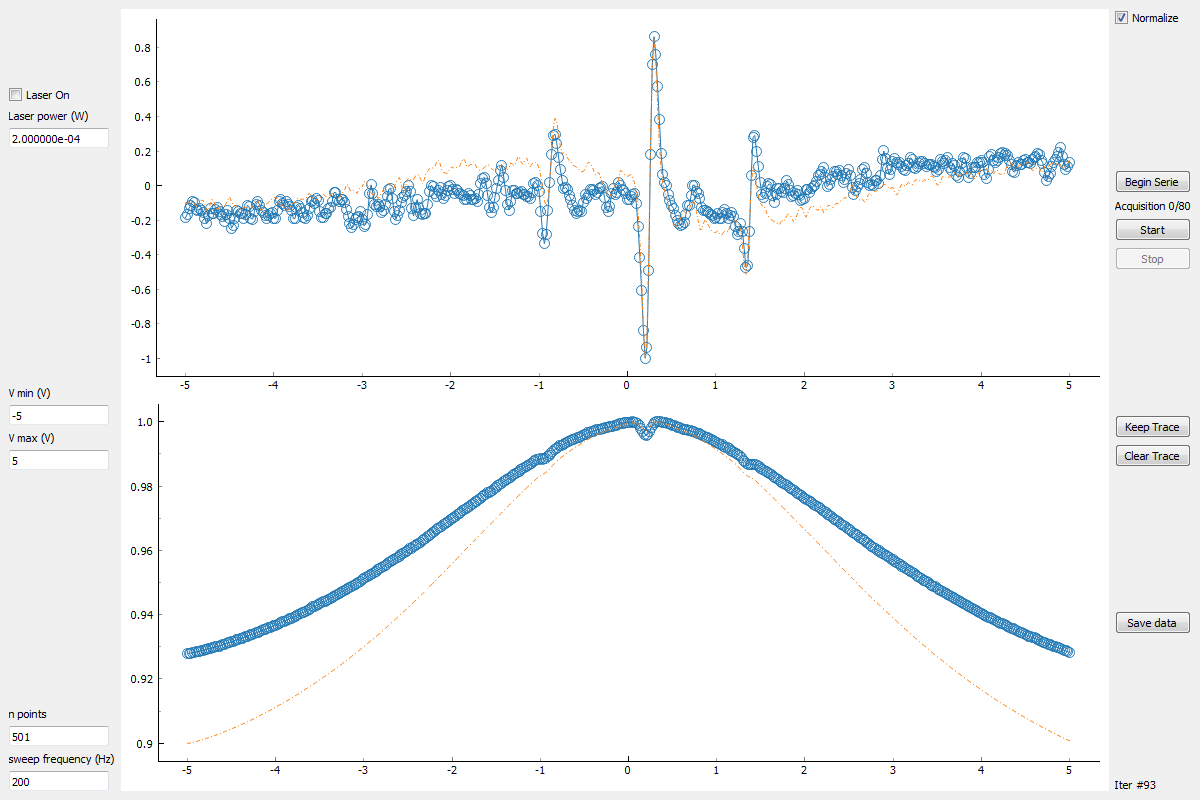 Normalize
Laser On
Laser power (W)
2.000000e-04
0.8
0.6
0.4
0.2
0
-0.2
-0.4
-0.6
-0.8
-1
-5 -4 -3 -2 -1 0 1 2 3 4 5
Begin Serie
Acquisition 0/80
Start
Stop
V min (V)
-5
V max (V)
5
1.0
0.98
0.96
0.94
0.92
0.9
-5 -4 -3 -2 -1 0 1 2 3 4 5
Keep Trace
Clear Trace
Save data
n points
501
sweep frequency (Hz)
200
Iter #93